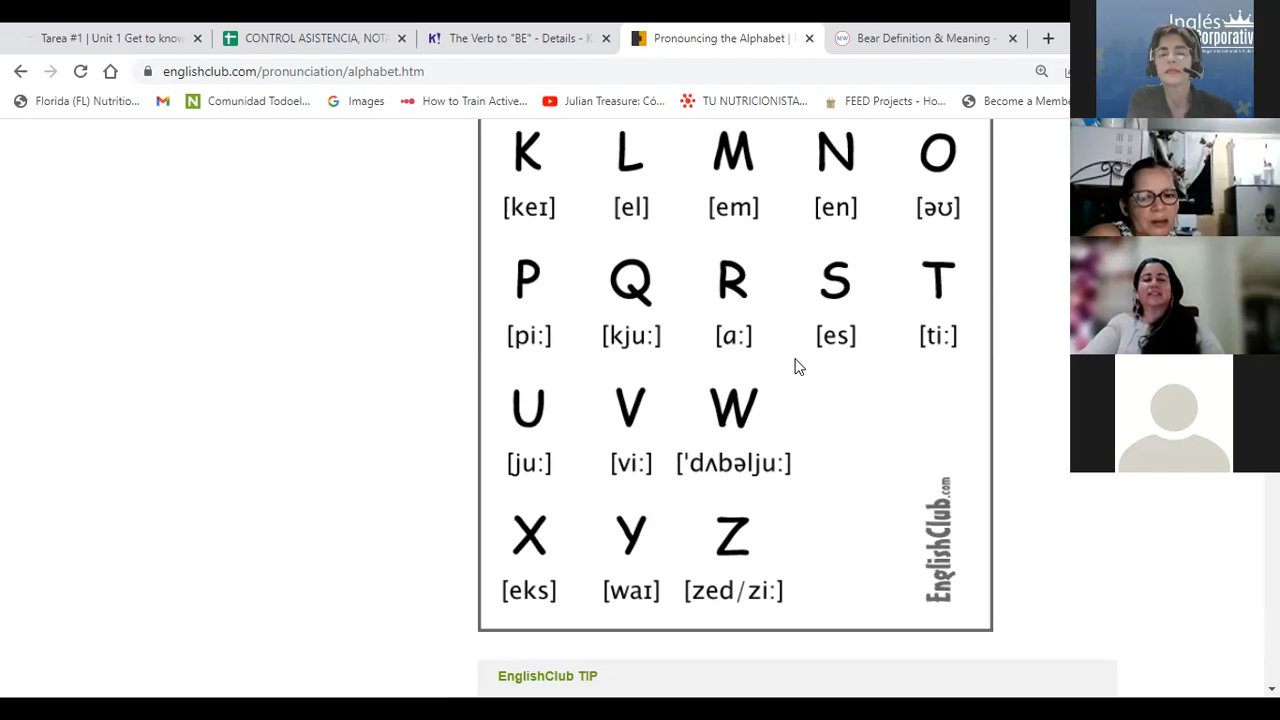 Tarea #1 | Unit 1 Get to know
CONTROL ASISTENCIA, NOTA
The Verb to BE - Details - K
Pronouncing the Alphabet |
Bear Definition & Meaning -
englishclub.com/pronunciation/alphabet.htm
Florida (FL) Nutritio...
Comunidad Todoel...
Images
How to Train Active...
Julian Treasure: Có...
TU NUTRICIONISTA...
FEED Projects - Ho...
Become a Membe
Inglés
Corporativ
K L M N O
[keɪ] [el] [em] [en] [əʊ]
P Q R S T
[pi:] [kju:] [ɑ:] [es] [ti:]
U V W
[ju:] [vi:] ['dʌbəlju:]
X Y Z
[eks] [waɪ] [zed/zi:]
EnglishClub.com
EnglishClub TIP